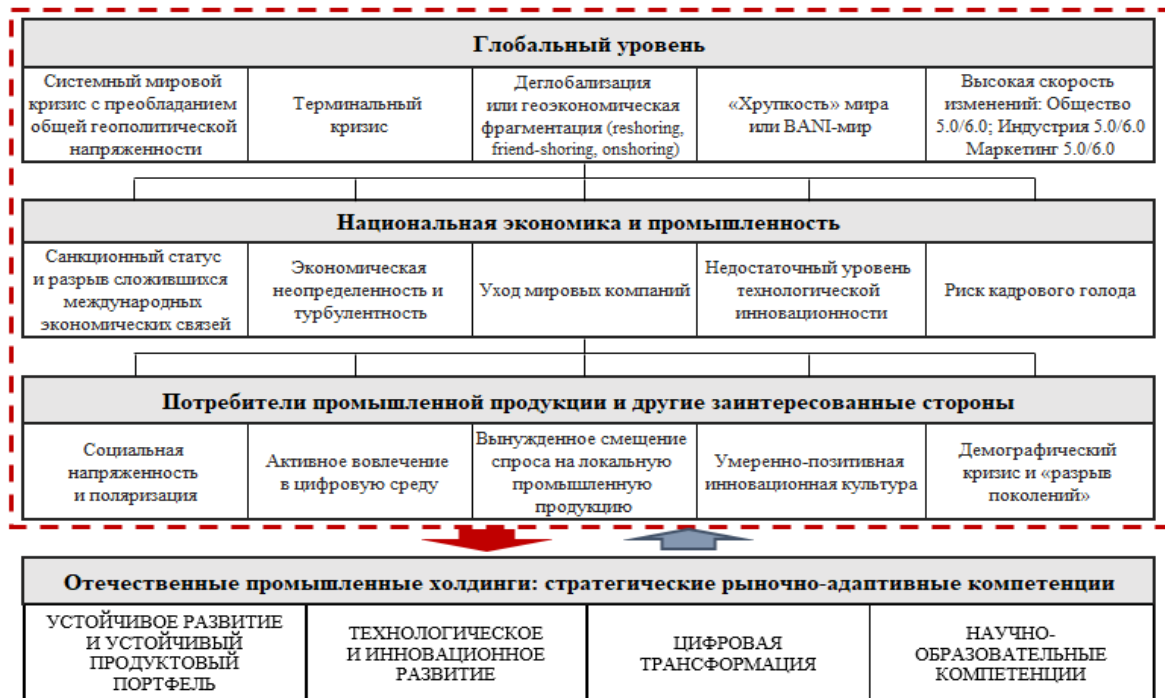 Глобальный уровень
Системный мировой
кризис с преобладанием
общей геополитической
напряженности
Терминальный
кризис
Деглобализация
или геоэкономическая
фрагментация (reshoring,
friend-shoring, onshoring)
«Хрупкость» мира
или BANI-мир
Высокая скорость
изменений: Общество
5.0/6.0; Индустрия 5.0/6.0
Маркетинг 5.0/6.0
Национальная экономика и промышленность
Санкционный статус
и разрыв сложившихся
международных
экономических связей
Экономическая
неопределенность и
турбулентность
Уход мировых компаний
Недостаточный уровень
технологической
инновационности
Риск кадрового голода
Потребители промышленной продукции и другие заинтересованные стороны
Социальная
напряженность
и поляризация
Активное вовлечение
в цифровую среду
Вынужденное смещение
спроса на локальную
промышленную
продукцию
Умеренно-позитивная
инновационная культура
Демографический
кризис и «разрыв
поколений»
Отечественные промышленные холдинги: стратегические рыночно-адаптивные компетенции
УСТОЙЧИВОЕ РАЗВИТИЕ
И УСТОЙЧИВЫЙ
ПРОДУКТОВЫЙ
ПОРТФЕЛЬ
ТЕХНОЛОГИЧЕСКОЕ
И ИННОВАЦИОННОЕ
РАЗВИТИЕ
ЦИФРОВАЯ
ТРАНСФОРМАЦИЯ
НАУЧНО-
ОБРАЗОВАТЕЛЬНЫЕ
КОМПЕТЕНЦИИ